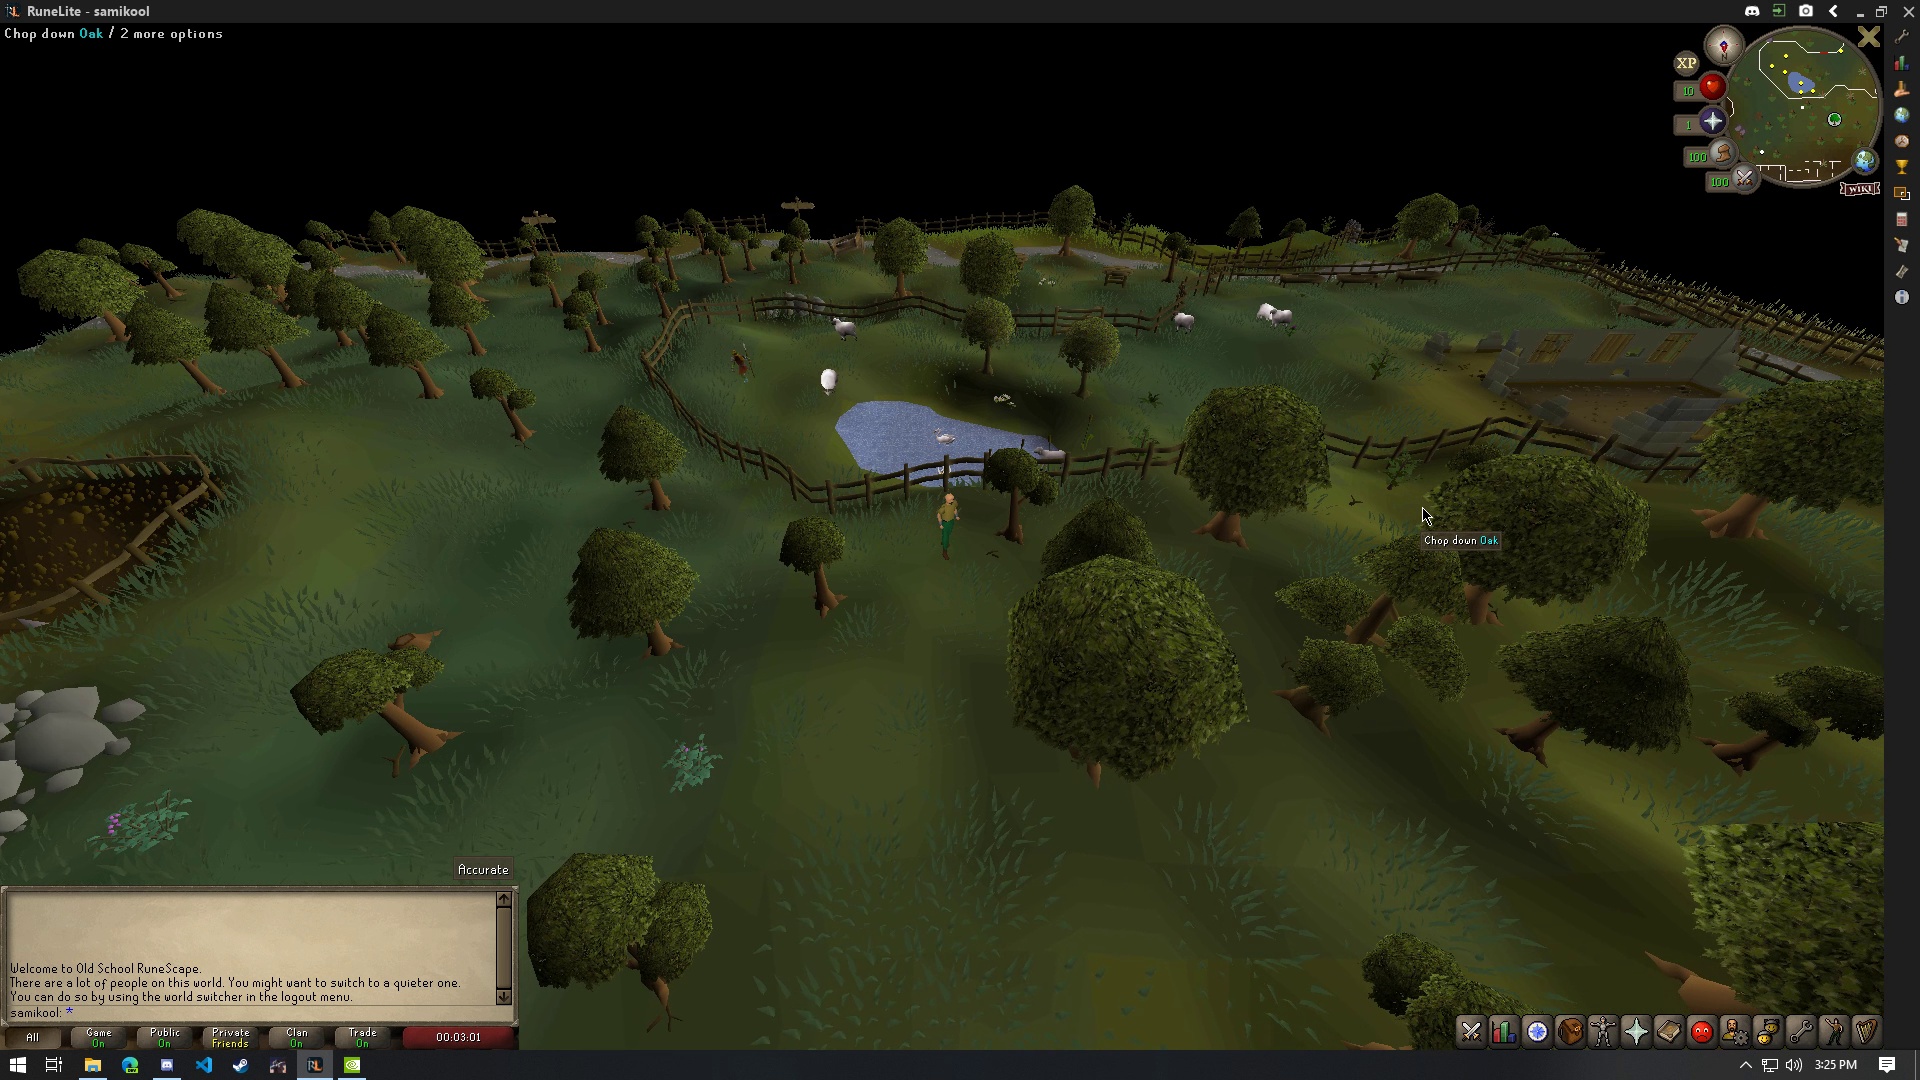 RuneLite - samikool
Chop down Oak / 2 more options
XP
10
1
100
100
WIKI
N
Chop down Oak
Accurate
Welcome to Old School RuneScape.
There are a lot of people on this world. You might want to switch to a quieter one.
You can do so by using the world switcher in the logout menu.
samikool: *
All
Game
On
Public
On
Private
Friends
Clan
On
Trade
On
00:03:01
3:25 PM